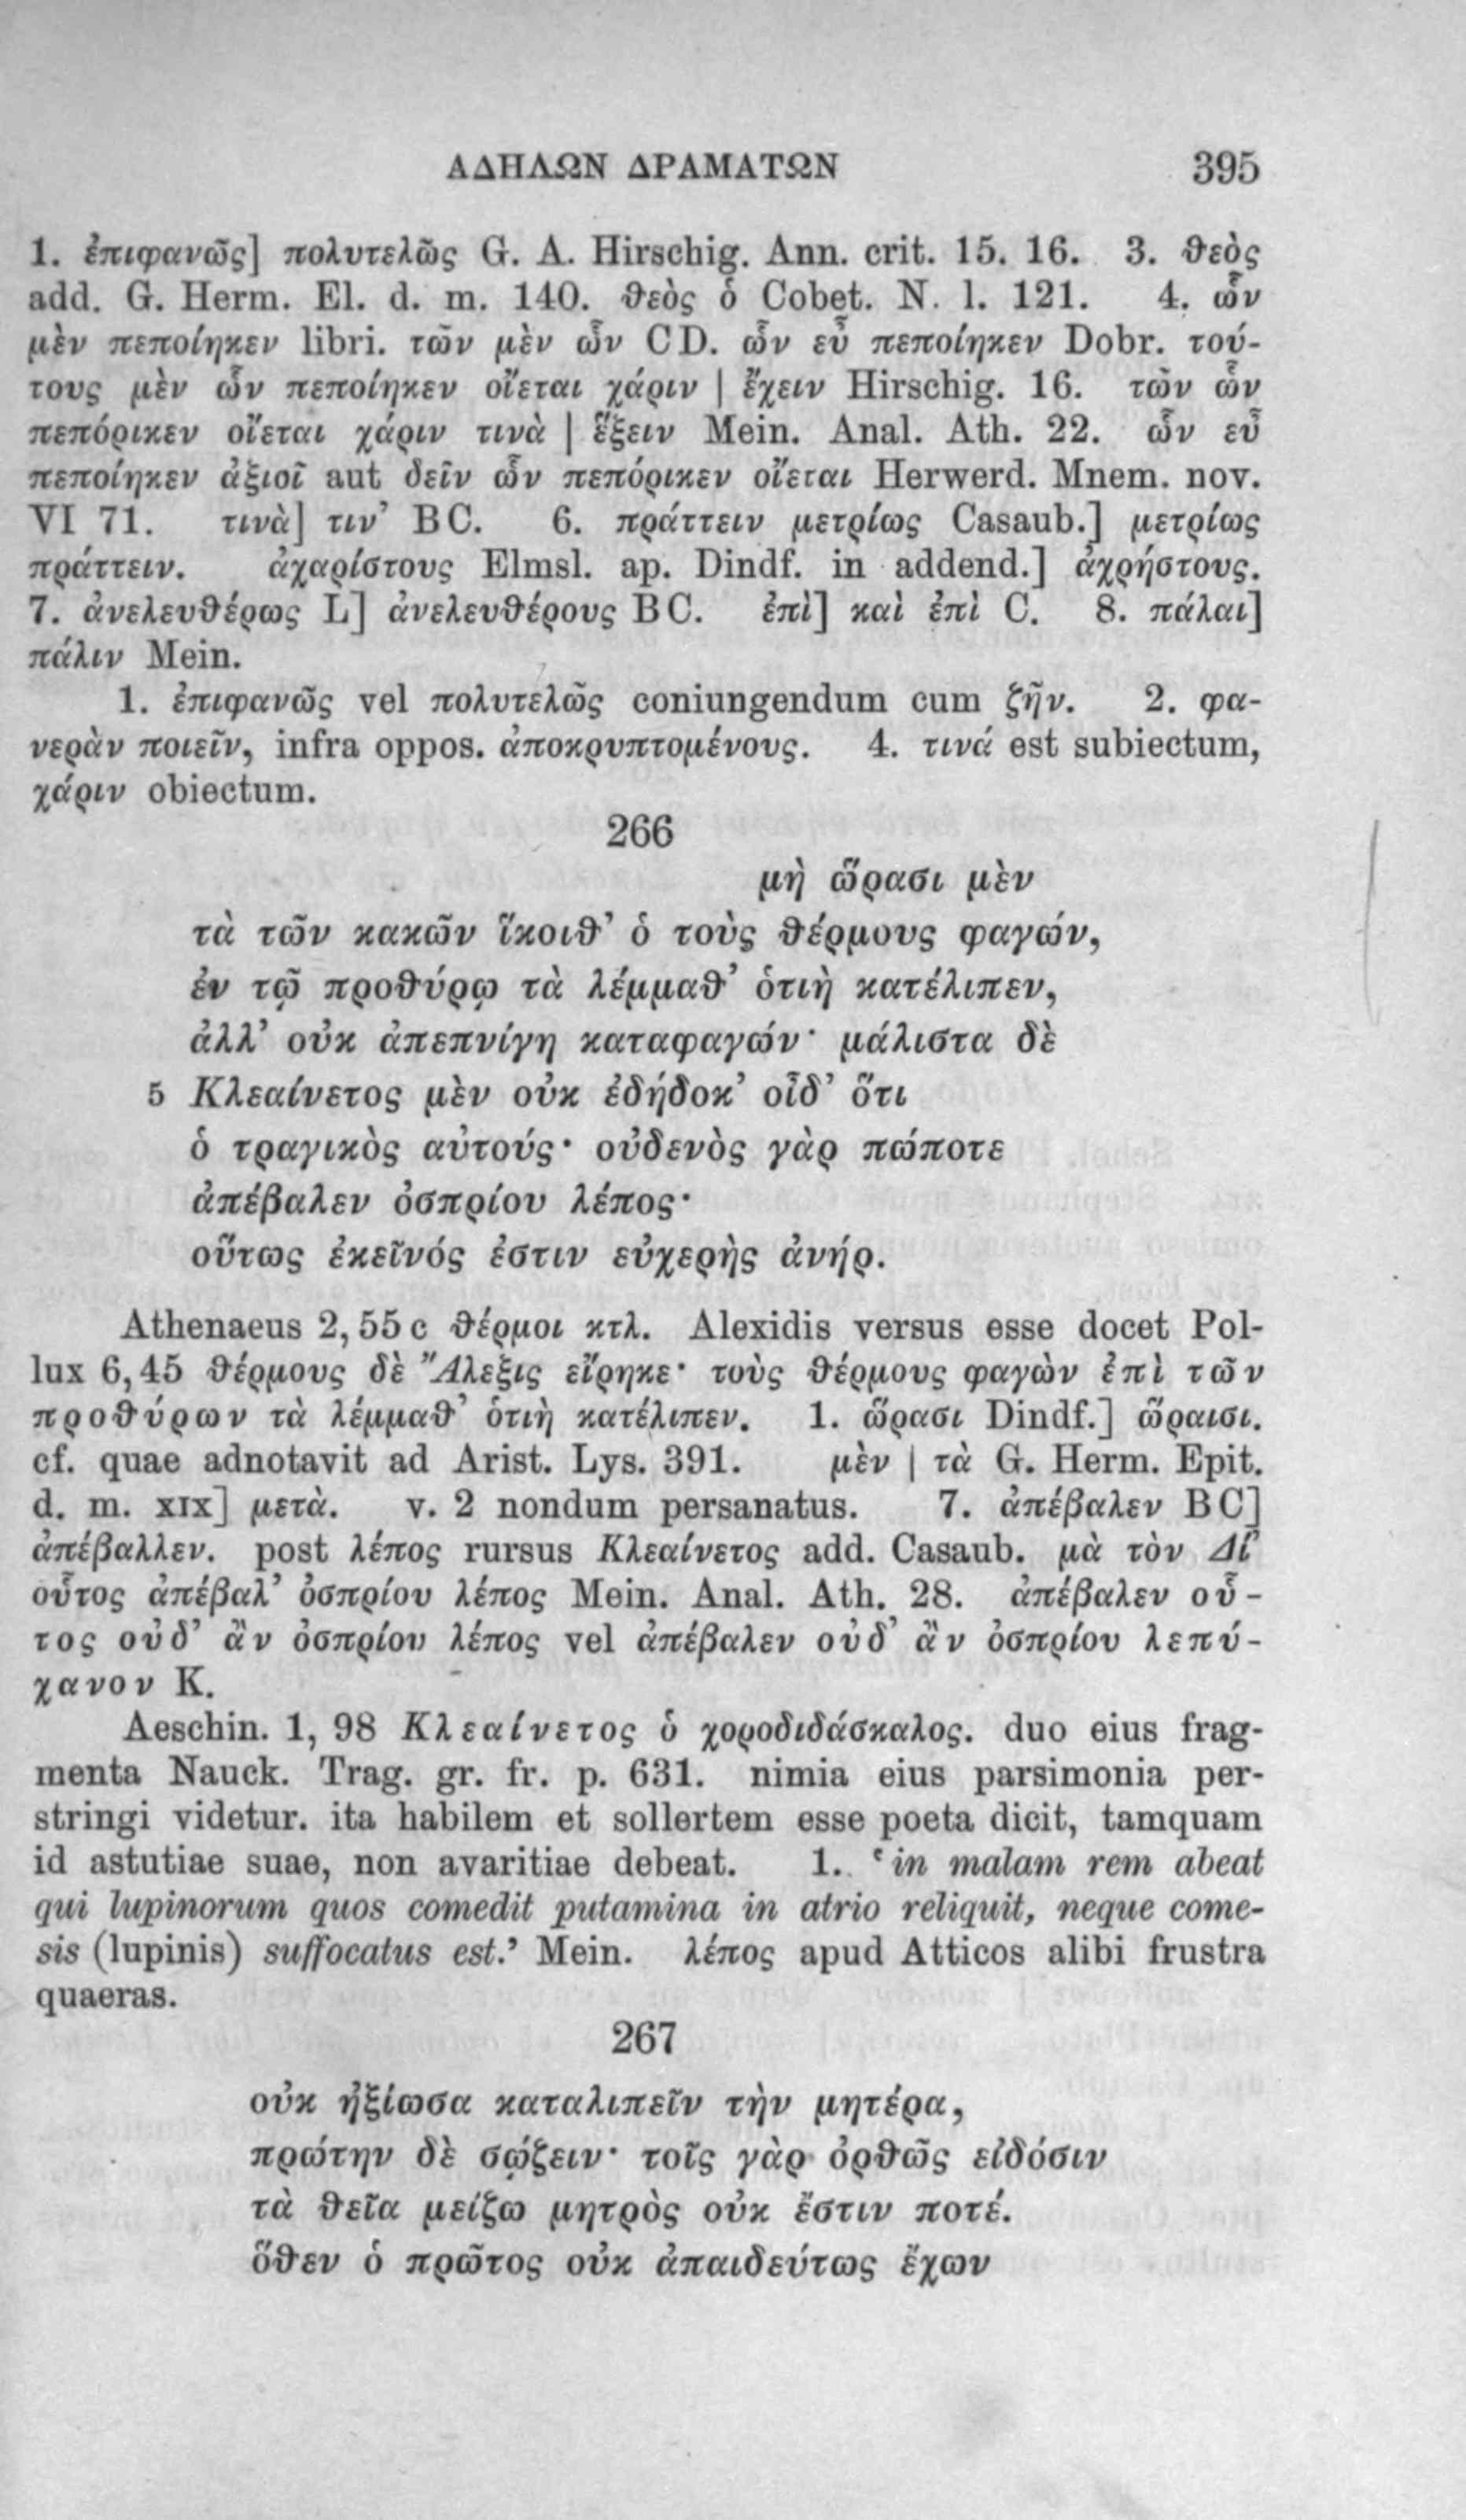 ΑΔΗΛΩΝ ΔΡΑΜΑΤΩΝ 395
1. ἐπιφανῶς] πολυτελῶς G. A. Hirschig. Ann. crit. 15. 16. 3. θεὸς
add. G. Herm. El. d. m. 140. θεὸς ὁ Cobet. N. l. 121. 4. ὧν
μὲν πεποίηκεν libri. τῶν μὲν ὧν CD. ὧν εὖ πεποίηκεν Dobr. τού-
τους μὲν ὧν πεποίηκεν οἴεται χάριν | ἔχειν Hirschig. 16. τῶν ὧν
πεπόρικεν οἴεται χάριν τινὰ | ἕξειν Mein. Anal. Ath. 22. ὧν εὖ
πεποίηκεν ἀξιοῖ aut δεῖν ὧν πεπόρικεν οἴεται Herwerd. Mnem. nov.
VI 71. τινὰ] τιν’ BC. 6. πράττειν μετρίως Casaub.] μετρίως
πράττειν. ἀχαρίστους Elmsl. ap. Dindf. in addend.] ἀχρήστους.
7. ἀνελευθέρως L] ἀνελευθέρους BC. ἐπὶ] καὶ ἐπὶ C. 8. πάλαι]
πάλιν Mein.
1. ἐπιφανῶς vel πολυτελῶς coniungendum cum ζῆν. 2. φα-
νερὰν ποιεῖν, infra oppos. ἀποκρυπτομένους. 4. τινά est subiectum,
χάριν obiectum.
266
μὴ ὥρασι μὲν
τὰ τῶν κακῶν ἵκοιθ’ ὁ τοὺς θέρμους φαγών,
ἐν τῷ προθύρῳ τὰ λέμμαθ’ ὁτιὴ κατέλιπεν,
ἀλλ’ οὐκ ἀπεπνίγη καταφαγών· μάλιστα δὲ
5 Κλεαίνετος μὲν οὐκ ἐδήδοκ’ οἶδ’ ὅτι
ὁ τραγικὸς αὐτούς· οὐδενὸς γὰρ πώποτε
ἀπέβαλεν ὀσπρίου λέπος·
οὕτως ἐκεῖνός ἐστιν εὐχερὴς ἀνήρ.
Athenaeus 2, 55 c θέρμοι κτλ. Alexidis versus esse docet Pol-
lux 6, 45 θέρμους δὲ Ἄλεξις εἴρηκε· τοὺς θέρμους φαγὼν ἐπὶ τῶν
προθύρων τὰ λέμμαθ’ ὁτιὴ κατέλιπεν. 1. ὥρασι Dindf.] ὥραισι.
cf. quae adnotavit ad Arist. Lys. 391. μὲν | τὰ G. Herm. Epit.
d. m. XIX] μετὰ. v. 2 nondum persanatus. 7. ἀπέβαλεν BC]
ἀπέβαλλεν. post λέπος rursus Κλεαίνετος add. Casaub. μὰ τὸν Δί’
οὗτος ἀπέβαλ’ ὀσπρίου λέπος Mein. Anal. Ath. 28. ἀπέβαλεν οὗ-
τος οὐδ’ ἂν ὀσπρίου λέπος vel ἀπέβαλεν οὐδ’ ἂν ὀσπρίου λεπύ-
χανον K.
Aeschin. 1, 98 Κλεαίνετος ὁ χοροδιδάσκαλος. duo eius frag-
menta Nauck. Trag. gr. fr. p. 631. nimia eius parsimonia per-
stringi videtur. ita habilem et sollertem esse poeta dicit, tamquam
id astutiae suae, non avaritiae debeat. 1. ‘in malam rem abeat
qui lupinorum quos comedit putamina in atrio reliquit, neque come-
sis (lupinis) suffocatus est.’ Mein. λέπος apud Atticos alibi frustra
quaeras.
267
οὐκ ἠξίωσα καταλιπεῖν τὴν μητέρα,
πρώτην δὲ σῴζειν· τοῖς γὰρ ὀρθῶς εἰδόσιν
τὰ θεῖα μείζω μητρὸς οὐκ ἔστιν ποτέ.
ὅθεν ὁ πρῶτος οὐκ ἀπαιδεύτως ἔχων